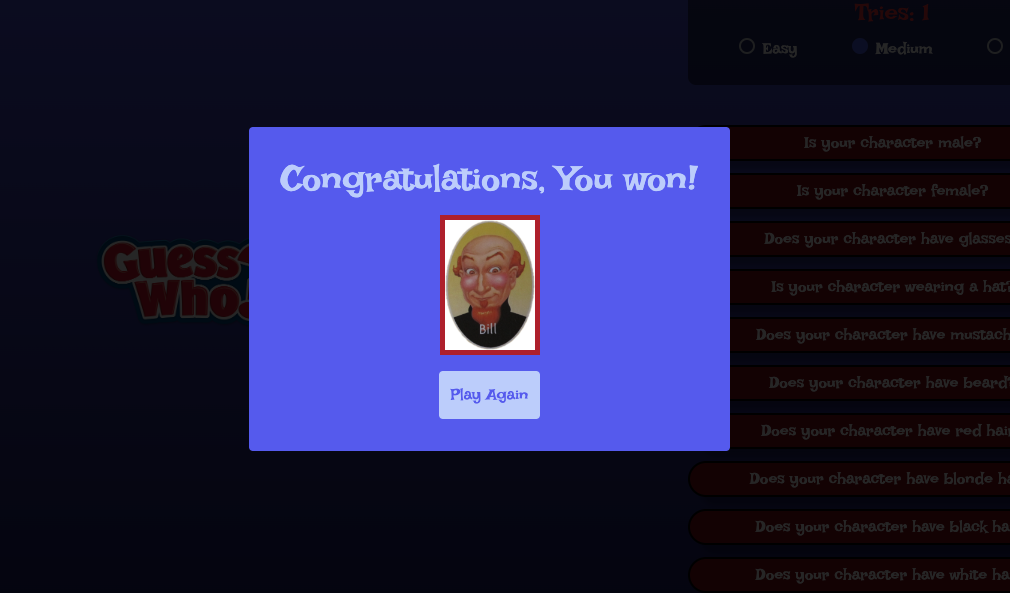 Tries: 1
Easy
Medium
Is your character male?
Is your character female?
Does your character have glasses
Is your character wearing a hat?
Does your character have mustach
Does your character have beard?
Does your character have red hai
Does your character have blonde ha
Does your character have black ha
Does your character have white ha
Guess
Who
Congratulations, You won!
Bill
Play Again